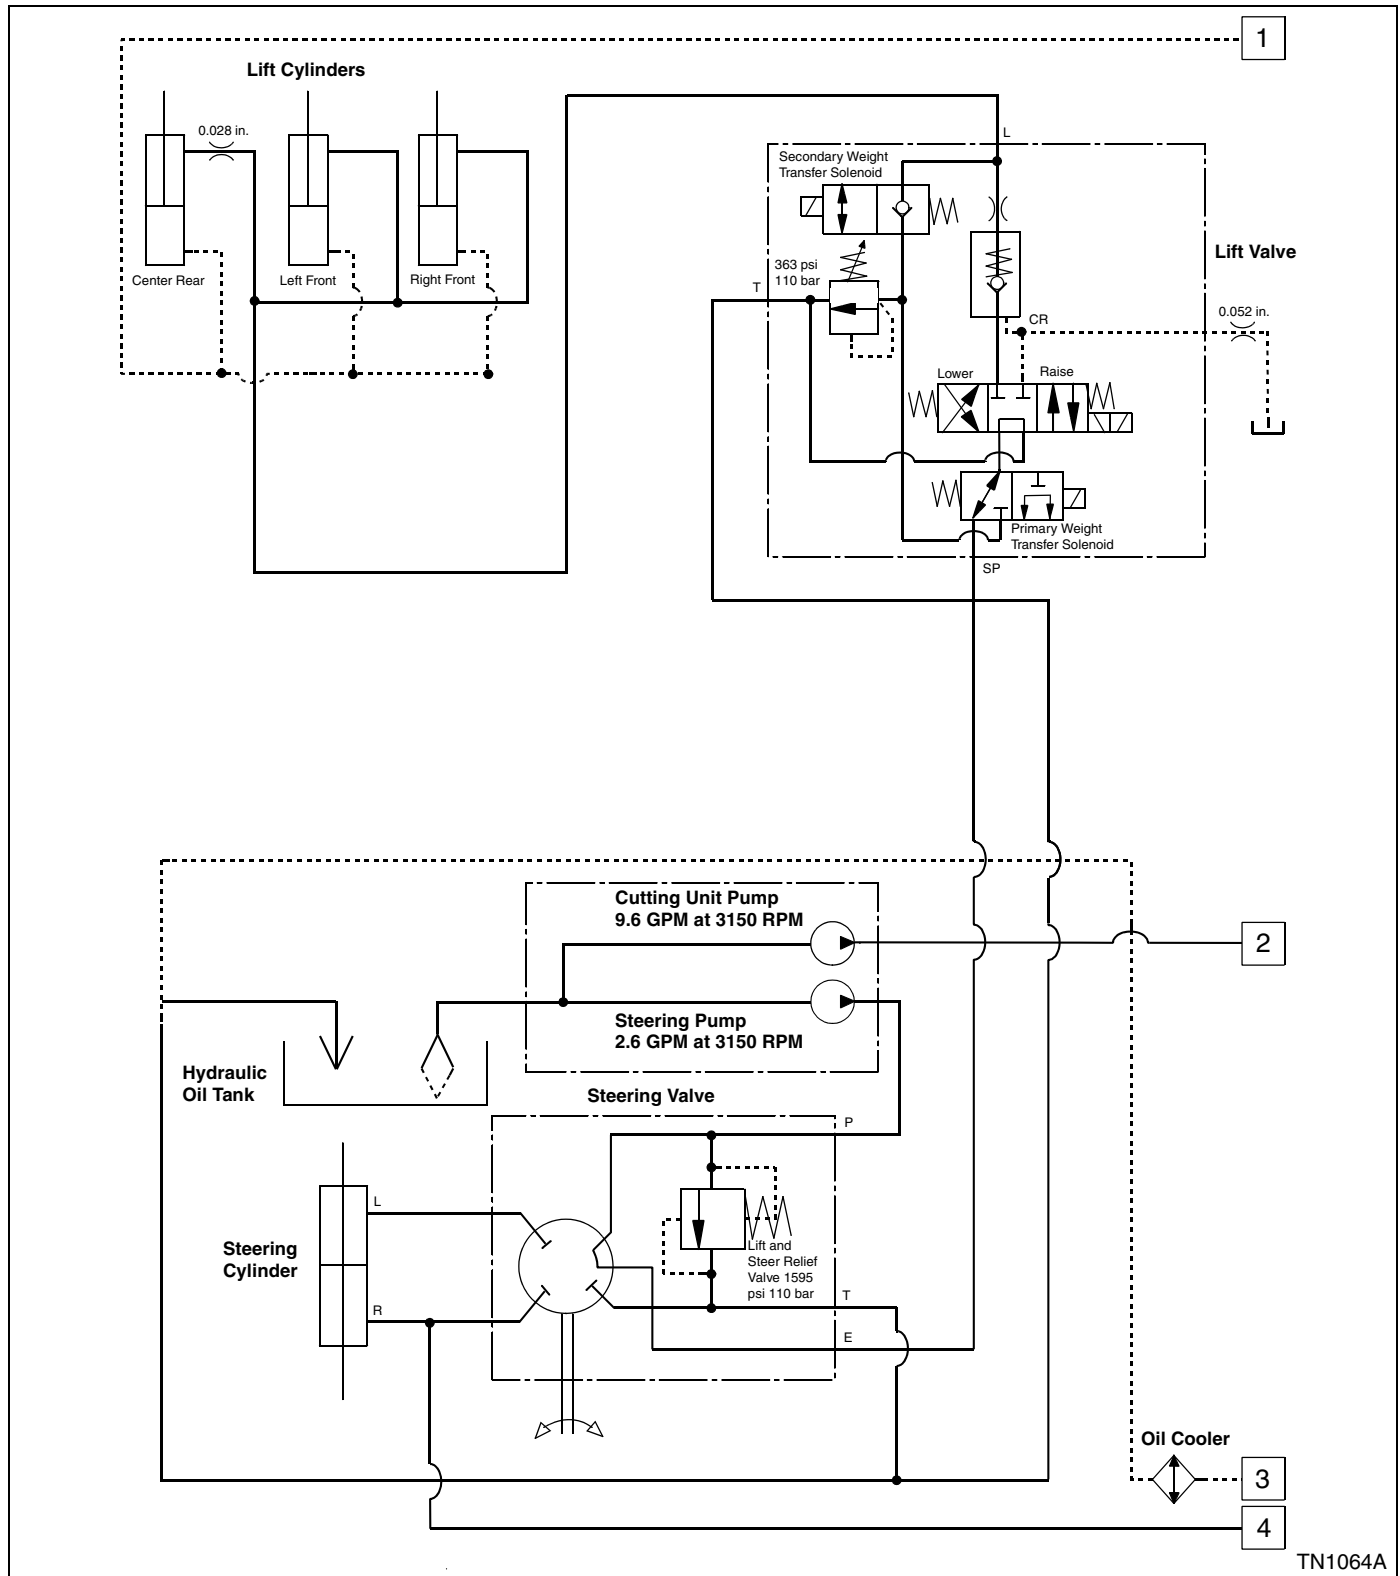 1
Lift Cylinders
0.028 in.
Center Rear
Left Front
Right Front
L
Secondary Weight
Transfer Solenoid
363 psi
110 bar
T
Lift Valve
CR
0.052 in.
Lower
Raise
Primary Weight
Transfer Solenoid
SP
Cutting Unit Pump
9.6 GPM at 3150 RPM
2
Steering Pump
2.6 GPM at 3150 RPM
Hydraulic
Oil Tank
Steering Valve
P
L
Steering
Cylinder
R
Lift and
Steer Relief
Valve 1595
psi 110 bar
T
E
Oil Cooler
3
4
TN1064A